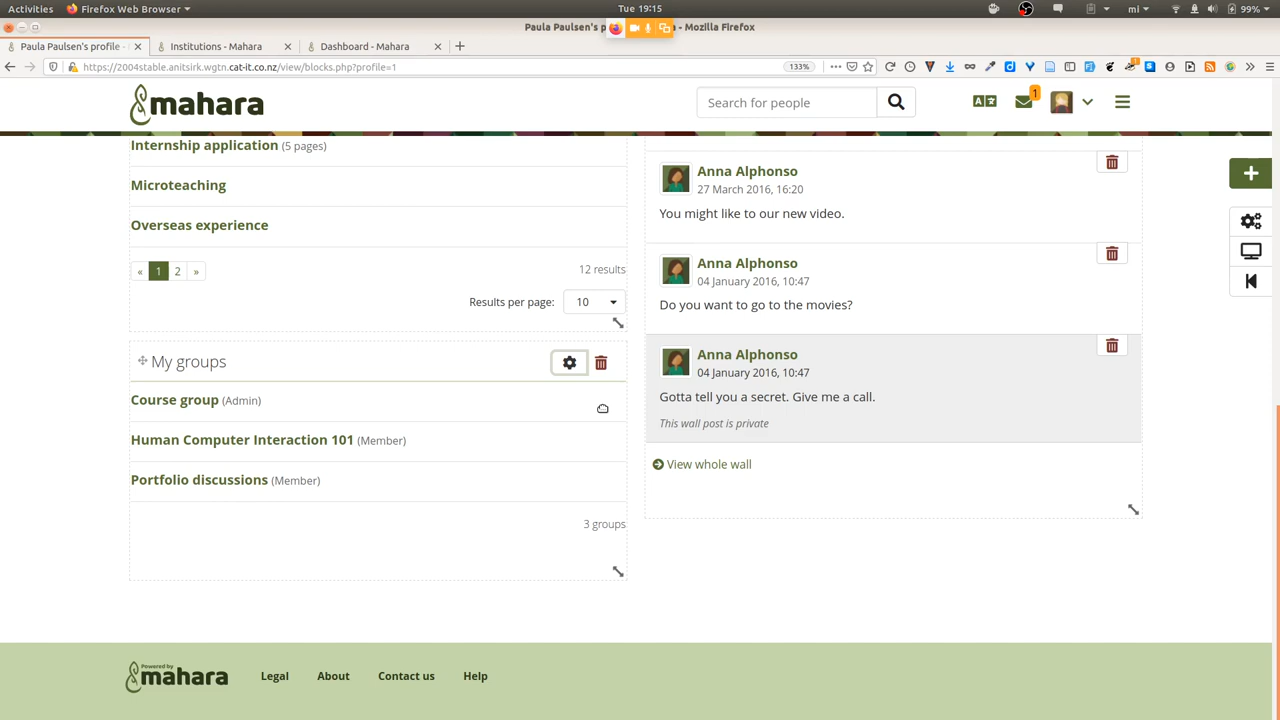 Activities
Firefox Web Browser
Tue 19:15
mi
99%
Paula Paulsen's p
a - Mozilla Firefox
Paula Paulsen's profile -
Institutions - Mahara
Dashboard - Mahara
https://2004stable.anitsirk.wgtn.cat-it.co.nz/view/blocks.php?profile=1
133%
mahara
Search for people
1
Internship application (5 pages)
Microteaching
Overseas experience
« 1 2 »
12 results
Results per page: 10
My groups
Course group (Admin)
Human Computer Interaction 101 (Member)
Portfolio discussions (Member)
3 groups
Anna Alphonso
27 March 2016, 16:20
You might like to our new video.
Anna Alphonso
04 January 2016, 10:47
Do you want to go to the movies?
Anna Alphonso
04 January 2016, 10:47
Gotta tell you a secret. Give me a call.
This wall post is private
View whole wall
Powered by
mahara
Legal
About
Contact us
Help